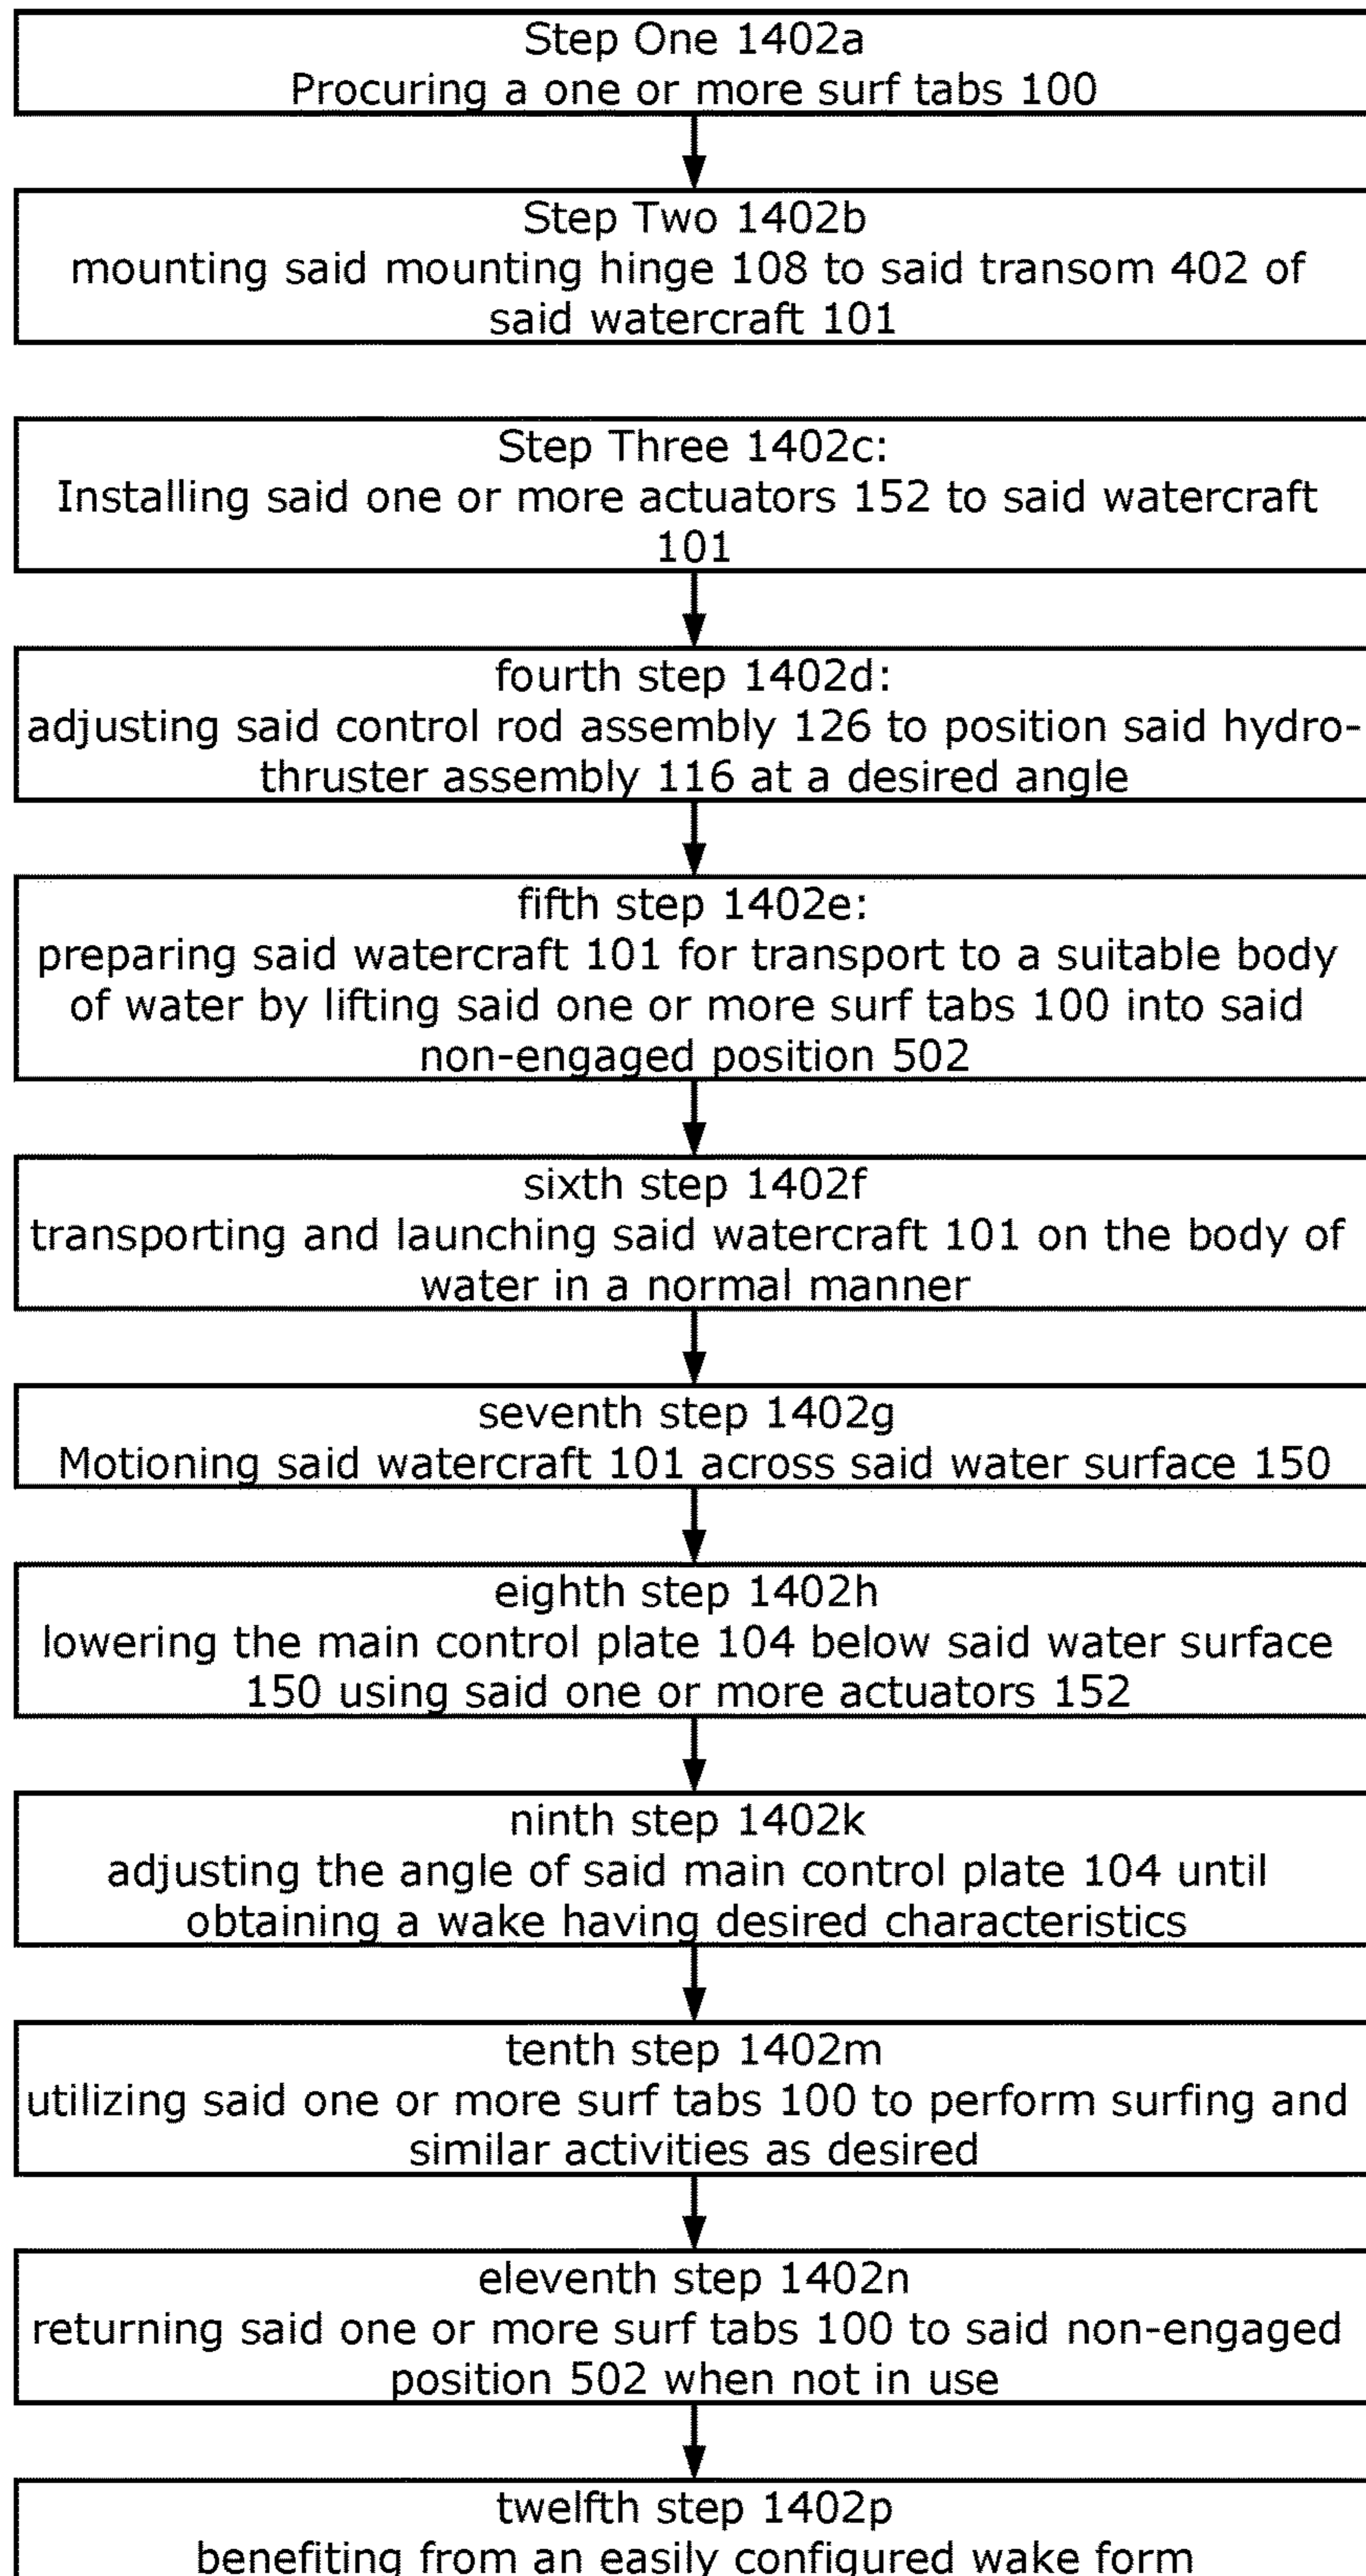 Step One 1402a
Procuring a one or more surf tabs 100
Step Two 1402b
mounting said mounting hinge 108 to said transom 402 of
said watercraft 101
Step Three 1402c:
Installing said one or more actuators 152 to said watercraft
101
fourth step 1402d:
adjusting said control rod assembly 126 to position said hydro-
thruster assembly 116 at a desired angle
fifth step 1402e:
preparing said watercraft 101 for transport to a suitable body
of water by lifting said one or more surf tabs 100 into said
non-engaged position 502
sixth step 1402f
transporting and launching said watercraft 101 on the body of
water in a normal manner
seventh step 1402g
Motioning said watercraft 101 across said water surface 150
eighth step 1402h
lowering the main control plate 104 below said water surface
150 using said one or more actuators 152
ninth step 1402k
adjusting the angle of said main control plate 104 until
obtaining a wake having desired characteristics
tenth step 1402m
utilizing said one or more surf tabs 100 to perform surfing and
similar activities as desired
eleventh step 1402n
returning said one or more surf tabs 100 to said non-engaged
position 502 when not in use
twelfth step 1402p
benefiting from an easily configured wake form